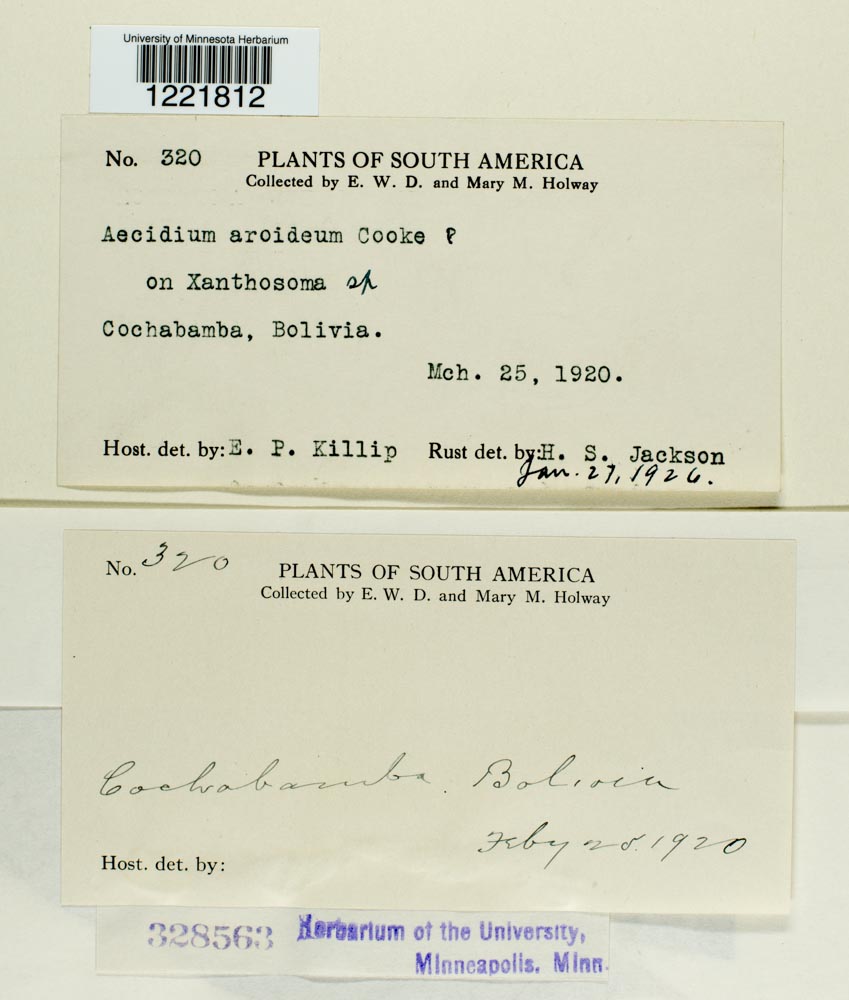 University of Minnesota Herbarium
1221812
No. 320 PLANTS OF SOUTH AMERICA
Collected by E. W. D. and Mary M. Holway
Aecidium aroideum Cooke ?
on Xanthosoma sp
Cochabamba, Bolivia.
Mch. 25, 1920.
Host. det. by: E. P. Killip Rust det. by: H. S. Jackson
Jan. 27, 1926.
No. 320 PLANTS OF SOUTH AMERICA
Collected by E. W. D. and Mary M. Holway
Cochabamba. Bolivia
Feby 25. 1920
Host. det. by:
328563 Herbarium of the University,
Minneapolis. Minn.